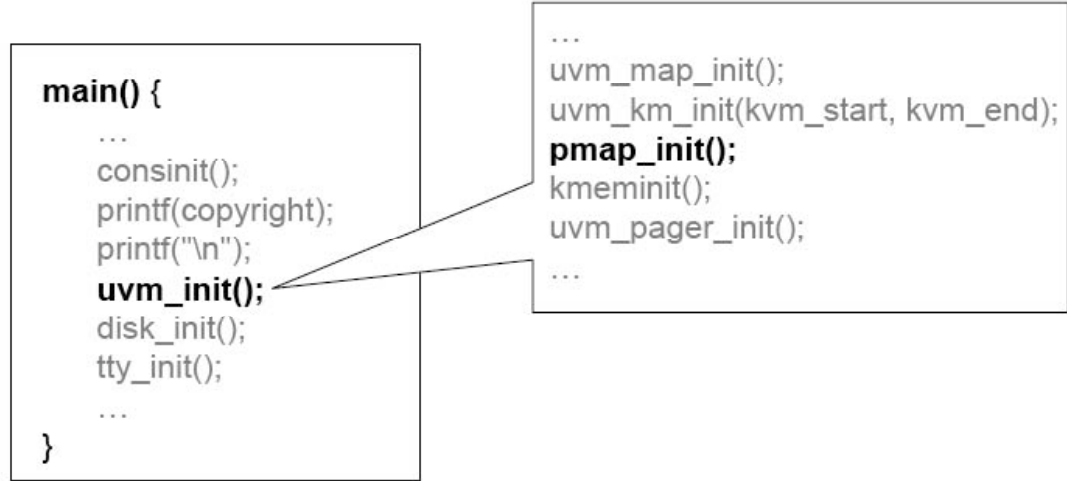 main() {
…
consinit();
printf(copyright);
printf("\n");
uvm_init();
disk_init();
tty_init();
…
}
…
uvm_map_init();
uvm_km_init(kvm_start, kvm_end);
pmap_init();
kmeminit();
uvm_pager_init();
…